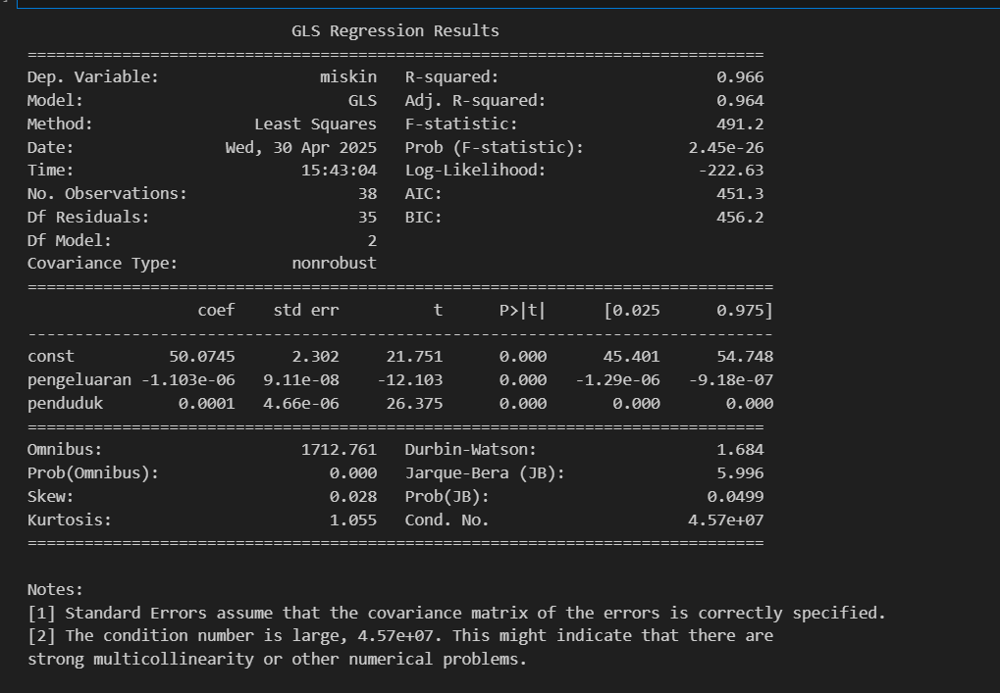 GLS Regression Results
==============================================================================
Dep. Variable:                 miskin   R-squared:                       0.966
Model:                            GLS   Adj. R-squared:                  0.964
Method:                 Least Squares   F-statistic:                     491.2
Date:                Wed, 30 Apr 2025   Prob (F-statistic):           2.45e-26
Time:                        15:43:04   Log-Likelihood:                -222.63
No. Observations:                  38   AIC:                             451.3
Df Residuals:                      35   BIC:                             456.2
Df Model:                           2
Covariance Type:            nonrobust
===============================================================================
                  coef    std err          t      P>|t|      [0.025      0.975]
-------------------------------------------------------------------------------
const          50.0745      2.302     21.751      0.000      45.401      54.748
pengeluaran -1.103e-06   9.11e-08    -12.103      0.000   -1.29e-06   -9.18e-07
penduduk        0.0001   4.66e-06     26.375      0.000       0.000       0.000
==============================================================================
Omnibus:                     1712.761   Durbin-Watson:                   1.684
Prob(Omnibus):                  0.000   Jarque-Bera (JB):                5.996
Skew:                           0.028   Prob(JB):                       0.0499
Kurtosis:                       1.055   Cond. No.                     4.57e+07
==============================================================================
Notes:
[1] Standard Errors assume that the covariance matrix of the errors is correctly specified.
[2] The condition number is large, 4.57e+07. This might indicate that there are
strong multicollinearity or other numerical problems.